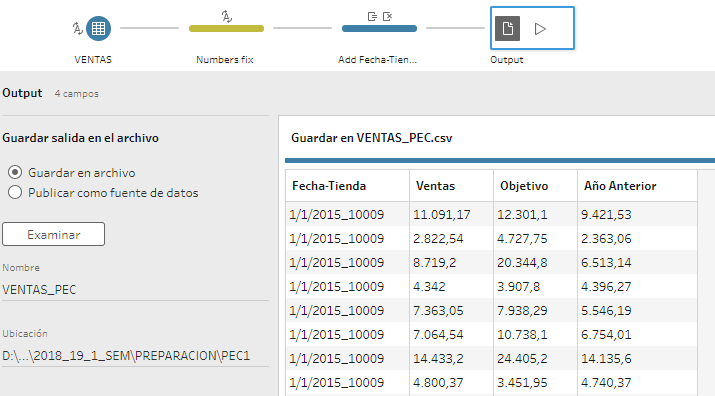 VENTAS
Numbers fix
Add Fecha-Tien...
Output
Output 4 campos
Guardar salida en el archivo
Guardar en archivo
Publicar como fuente de datos
Examinar
Nombre
VENTAS_PEC
Ubicación
D:\...\2018_19_1_SEM\PREPARACION\PEC1
Guardar en VENTAS_PEC.csv
Fecha-Tienda Ventas Objetivo Año Anterior
1/1/2015_10009 11.091,17 12.301,1 9.421,53
1/1/2015_10009 2.822,54 4.727,75 2.363,06
1/1/2015_10009 8.719,2 20.344,8 6.513,14
1/1/2015_10009 4.342 3.907,8 4.396,27
1/1/2015_10009 7.363,05 7.938,29 5.546,19
1/1/2015_10009 7.064,54 10.738,1 6.754,01
1/1/2015_10009 14.433,2 24.405,2 14.135,6
1/1/2015_10009 4.800,37 3.451,95 4.740,37